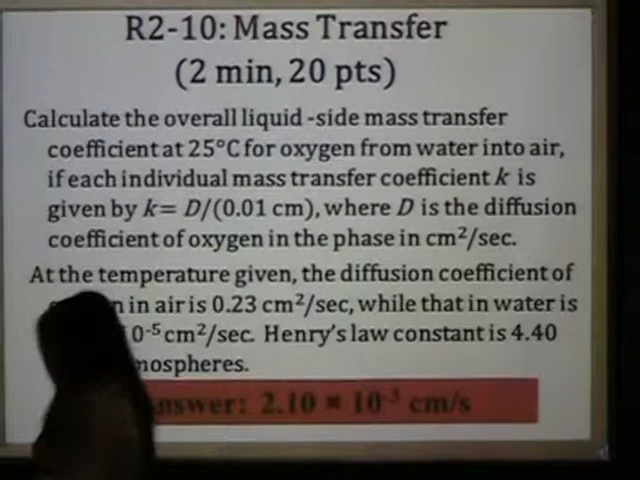 R2-10: Mass Transfer
(2 min, 20 pts)
Calculate the overall liquid -side mass transfer
coefficient at 25°C for oxygen from water into air,
if each individual mass transfer coefficient k is
given by k= D/(0.01 cm), where D is the diffusion
coefficient of oxygen in the phase in cm²/sec.
At the temperature given, the diffusion coefficient of
n in air is 0.23 cm²/sec, while that in water is
0⁻⁵ cm²/sec. Henry's law constant is 4.40
mospheres.
nswer: 2.10 × 10⁻³ cm/s